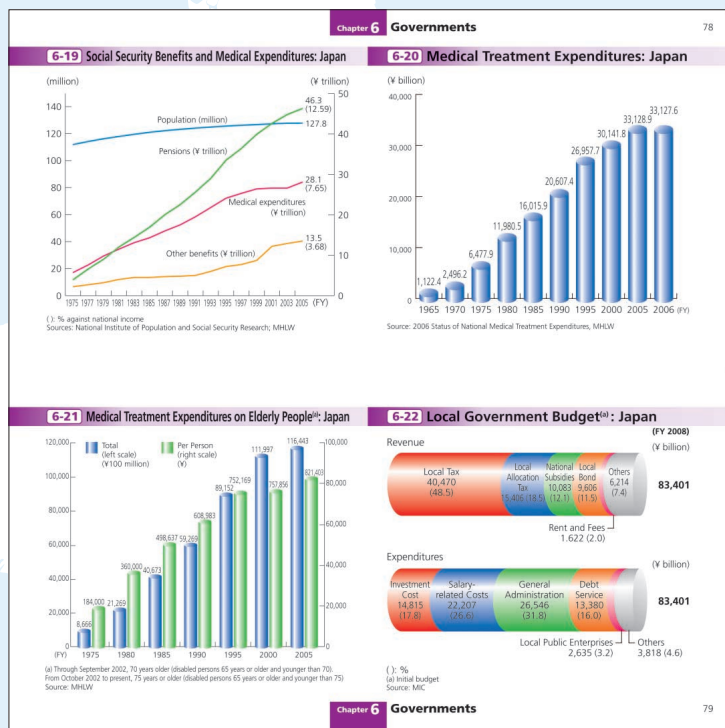 Chapter 6 Governments
78
6-19 Social Security Benefits and Medical Expenditures: Japan
(million)
(¥ trillion)
140
120
100
80
60
40
20
0
50
40
30
20
10
0
46.3
(12.59)
Population (million)
127.8
Pensions (¥ trillion)
28.1
(7.65)
Medical expenditures
(¥ trillion)
13.5
(3.68)
Other benefits (¥ trillion)
1975 1977 1979 1981 1983 1985 1987 1989 1991 1993 1995 1997 1999 2001 2003 2005 (FY)
( ): % against national income
Sources: National Institute of Population and Social Security Research; MHLW
6-20 Medical Treatment Expenditures: Japan
(¥ billion)
40,000
30,000
20,000
10,000
0
1,122.4
2,496.2
6,477.9
11,980.5
16,015.9
20,607.4
26,957.7
30,141.8
33,128.9
33,127.6
1965 1970 1975 1980 1985 1990 1995 2000 2005 2006 (FY)
Source: 2006 Status of National Medical Treatment Expenditures, MHLW
6-21 Medical Treatment Expenditures on Elderly People(a): Japan
120,000
100,000
80,000
60,000
40,000
20,000
0
Total
(left scale)
(¥100 million)
Per Person
(right scale)
(¥)
100,000
80,000
60,000
40,000
20,000
0
8,666
184,000
21,269
360,000
40,673
498,637
59,269
608,983
89,152
752,169
111,997
757,856
116,443
821,403
(FY) 1975 1980 1985 1990 1995 2000 2005
(a) Through September 2002, 70 years older (disabled persons 65 years or older and younger than 70).
From October 2002 to present, 75 years or older (disabled persons 65 years or older and younger than 75)
Source: MHLW
6-22 Local Government Budget(a) : Japan
(FY 2008)
Revenue
(¥ billion)
Local Tax
40,470
(48.5)
Local
Allocation
Tax
15,406 (18.5)
National
Subsidies
10,083
(12.1)
Local
Bond
9,606
(11.5)
Others
6,214
(7.4)
83,401
Rent and Fees
1.622 (2.0)
Expenditures
(¥ billion)
Investment
Cost
14,815
(17.8)
Salary-
related Costs
22,207
(26.6)
General
Administration
26,546
(31.8)
Debt
Service
13,380
(16.0)
83,401
Local Public Enterprises
2,635 (3.2)
Others
3,818 (4.6)
( ): %
(a) Initial budget
Source: MIC
Chapter 6 Governments
79